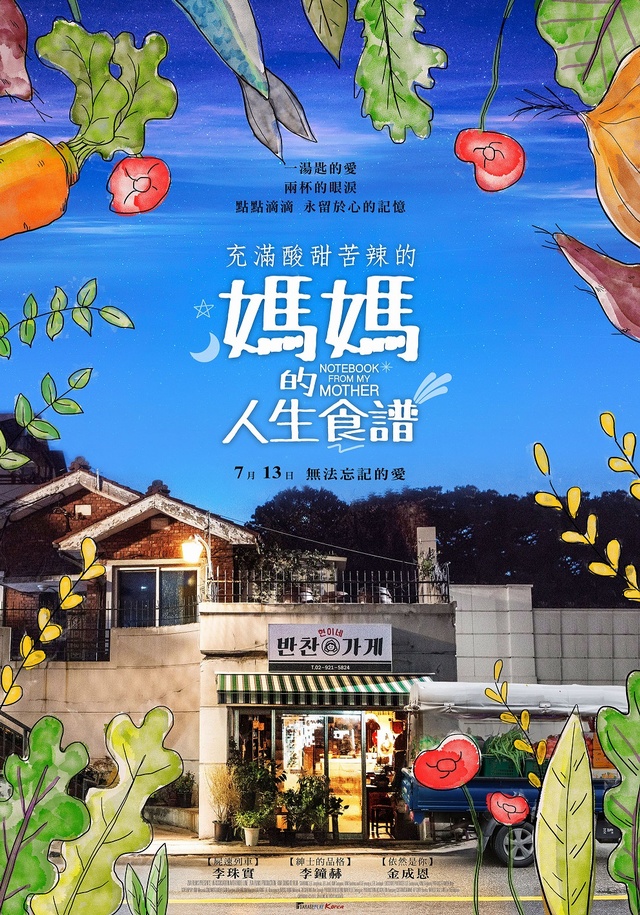 一湯匙的愛
兩杯的眼淚
點點滴滴 永留於心的記憶
充滿酸甜苦辣的
媽媽
的
NOTEBOOK
FROM MY
MOTHER
人生食譜
7月13日 無法忘記的愛
현이네
반찬가게
T.02-921-5824
【屍速列車】 【紳士的品格】 【依然是你】
李珠實 李鐘赫 金成恩